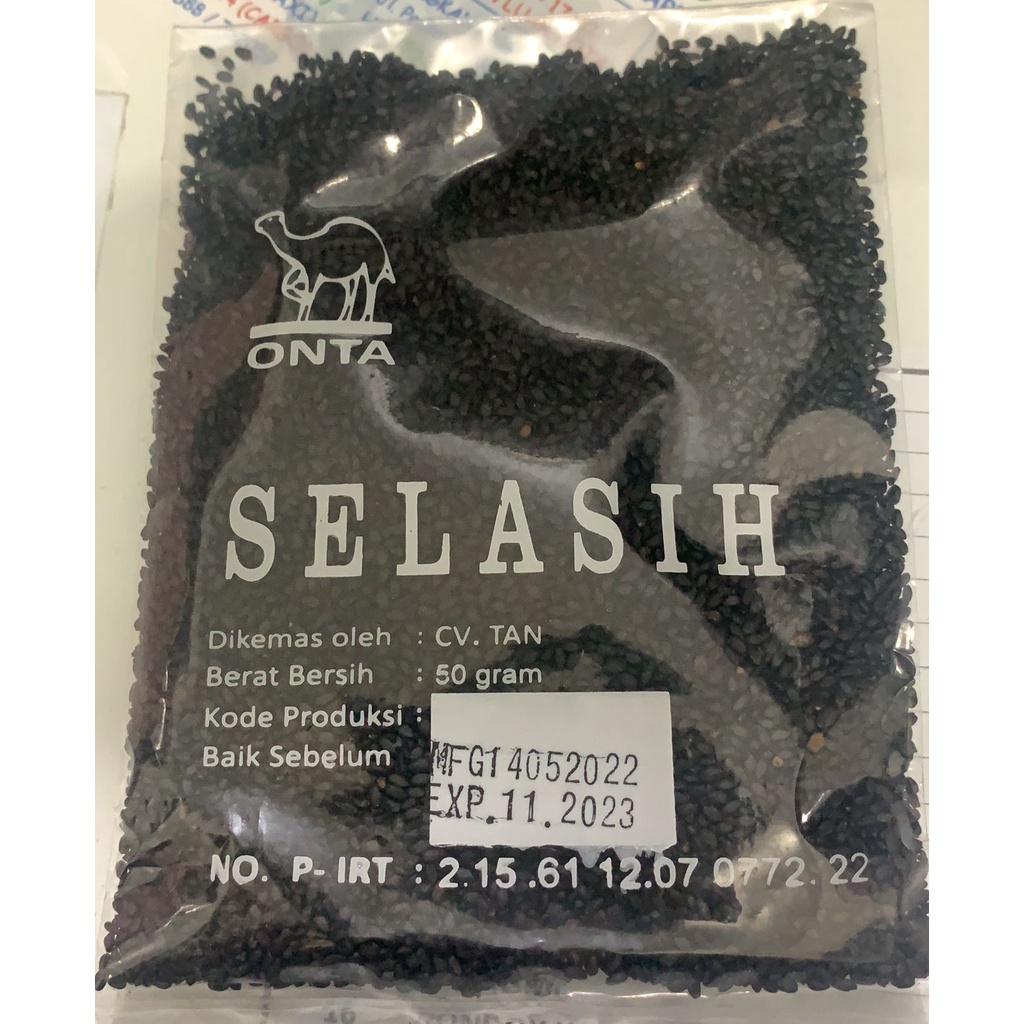 ONTA
SELASIH
Dikemas oleh : CV. TAN
Berat Bersih : 50 gram
Kode Produksi :
Baik Sebelum
MFG14052022
EXP.11.2023
NO. P- IRT : 2.15.61 12.07 0772.22